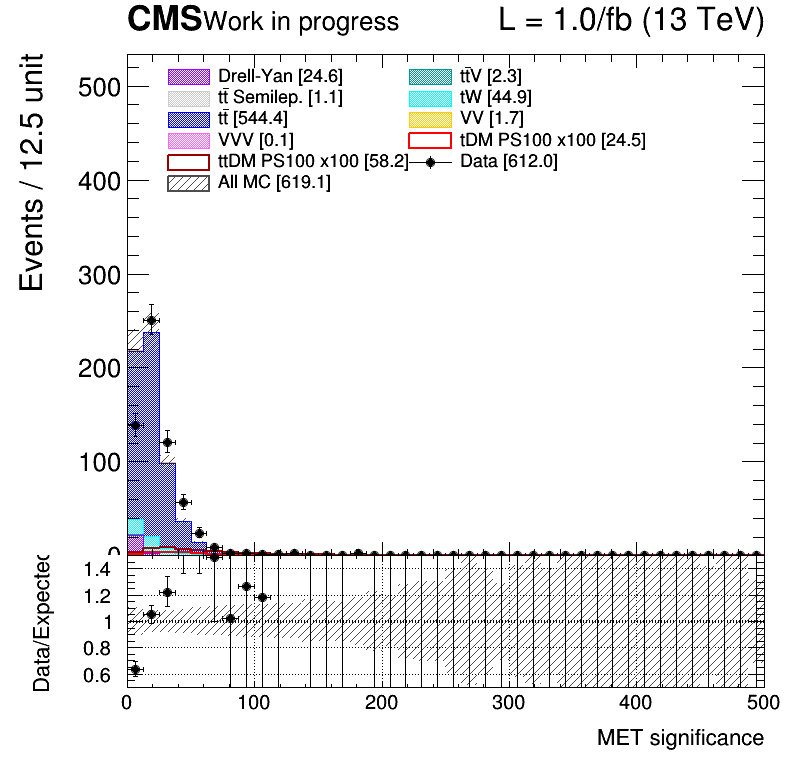 CMS Work in progress L = 1.0/fb (13 TeV)
Events / 12.5 unit
Drell-Yan [24.6] tt̄V [2.3]
tt̄ Semilep. [1.1] tW [44.9]
tt̄ [544.4] VV [1.7]
VVV [0.1] tDM PS100 x100 [24.5]
ttDM PS100 x100 [58.2] Data [612.0]
All MC [619.1]
500
400
300
200
100
0
Data/Expected
1.4
1.2
1
0.8
0.6
0 100 200 300 400 500
MET significance